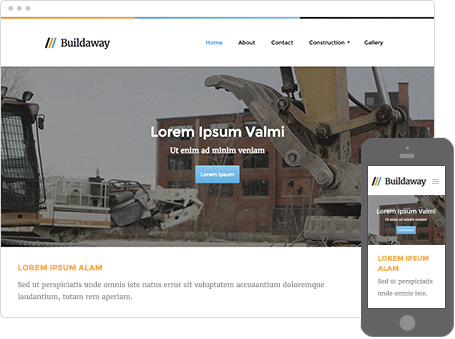 Buildaway
Home About Contact Construction Gallery
Lorem Ipsum Valmi
Ut enim ad minim veniam
Lorem Ipsum
LOREM IPSUM ALAM
Sed ut perspiciatis unde omnis iste natus error sit voluptatem accusantium doloremque
laudantium, totam rem aperiam.
Buildaway
Lorem Ipsum Valmi
Ut enim ad minim veniam
LOREM IPSUM
ALAM
Sed ut perspiciatis
unde omnis iste.